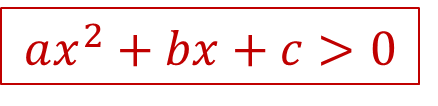 ax² + bx + c > 0